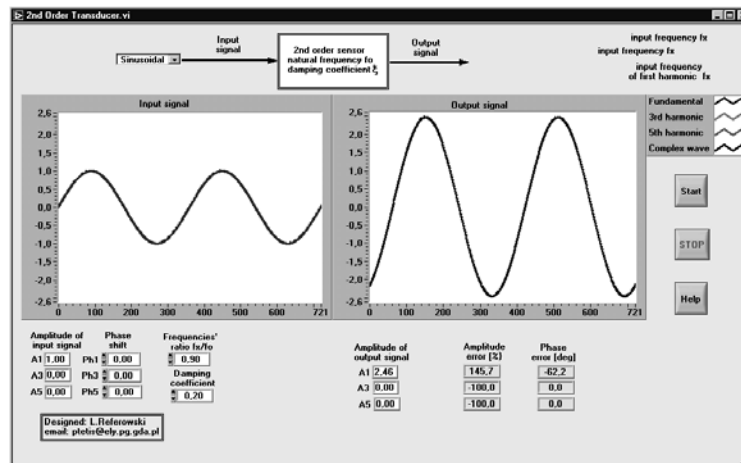 2nd Order Transducer.vi
Sinusoidal
Input
signal
2nd order sensor
natural frequency fo
damping coefficient ξ
Output
signal
input frequency fx
input frequency fx
input frequency
of first harmonic fx
Input signal
2,6
2,0
1,5
1,0
0,5
0,0
-0,5
-1,0
-1,5
-2,0
-2,6
0 100 200 300 400 500 600 721
Output signal
2,6
2,0
1,5
1,0
0,5
0,0
-0,5
-1,0
-1,5
-2,0
-2,6
0 100 200 300 400 500 600 721
Fundamental
3rd harmonic
5th harmonic
Complex wave
Start
STOP
Help
Amplitude of
input signal
A1 1,00
A3 0,00
A5 0,00
Phase
shift
Ph1 0,00
Ph3 0,00
Ph5 0,00
Frequencies'
ratio fx/fo
0,90
Damping
coefficient
0,20
Amplitude of
output signal
A1 2,46
A3 0,00
A5 0,00
Amplitude
error [%]
145,7
-100,0
-100,0
Phase
error [deg]
-62,2
0,0
0,0
Designed: L.Referowski
email: ptetis@ely.pg.gda.pl